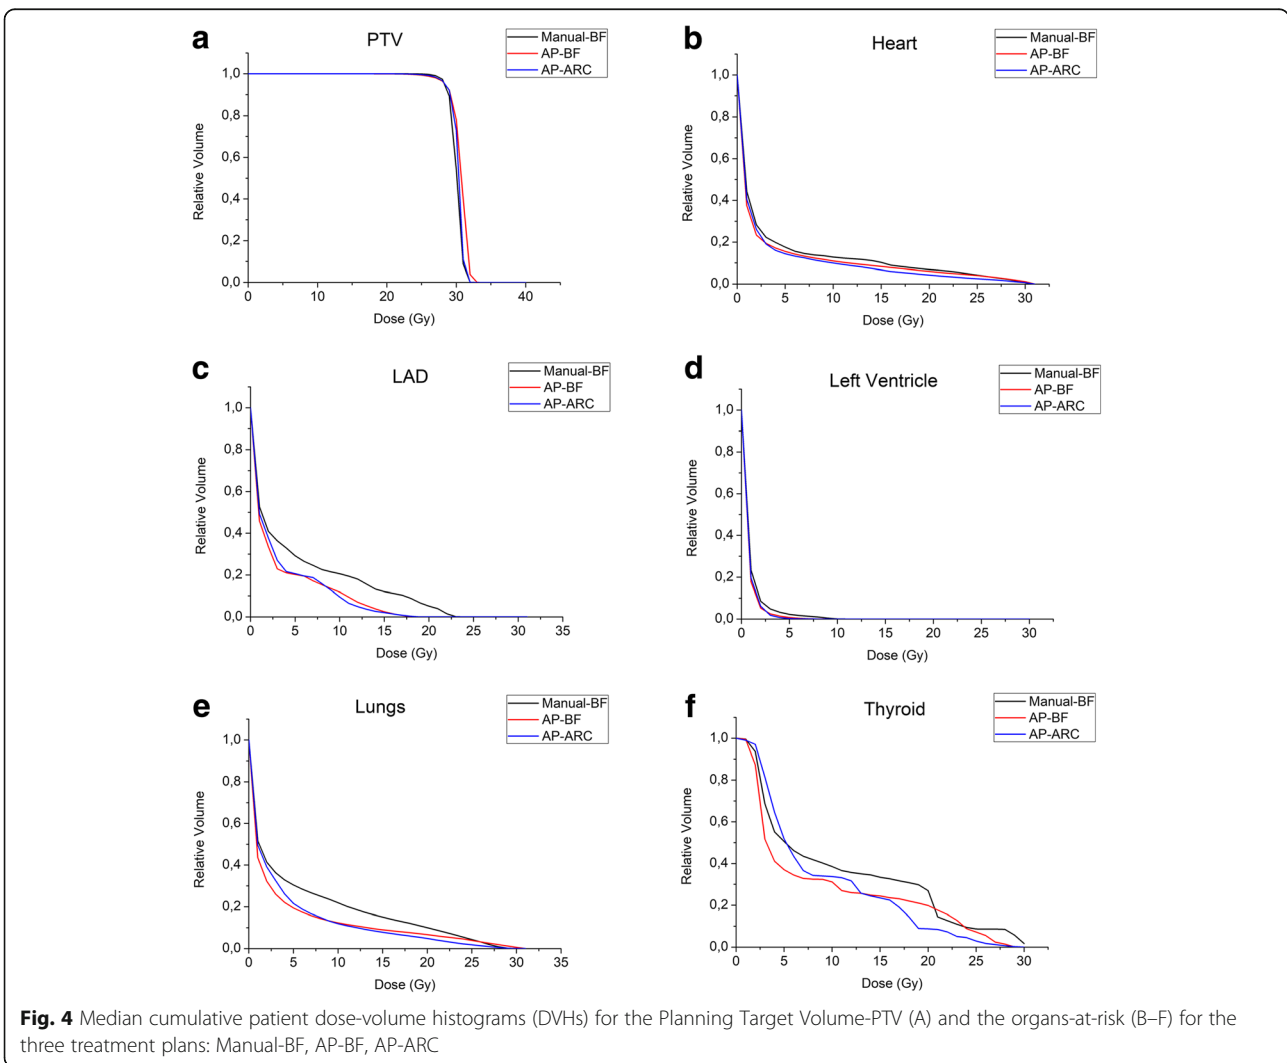 a
PTV
Manual-BF
AP-BF
AP-ARC
1,0
0,8
0,6
0,4
0,2
0,0
Relative Volume
0 10 20 30 40
Dose (Gy)
b
Heart
Manual-BF
AP-BF
AP-ARC
1,0
0,8
0,6
0,4
0,2
0,0
Relative Volume
0 5 10 15 20 25 30
Dose (Gy)
c
LAD
Manual-BF
AP-BF
AP-ARC
1,0
0,8
0,6
0,4
0,2
0,0
Relative Volume
0 5 10 15 20 25 30 35
Dose (Gy)
d
Left Ventricle
Manual-BF
AP-BF
AP-ARC
1,0
0,8
0,6
0,4
0,2
0,0
Relative Volume
0 5 10 15 20 25 30
Dose (Gy)
e
Lungs
Manual-BF
AP-BF
AP-ARC
1,0
0,8
0,6
0,4
0,2
0,0
Relative Volume
0 5 10 15 20 25 30 35
Dose (Gy)
f
Thyroid
Manual-BF
AP-BF
AP-ARC
1,0
0,8
0,6
0,4
0,2
0,0
Relative Volume
0 5 10 15 20 25 30
Dose (Gy)
Fig. 4 Median cumulative patient dose-volume histograms (DVHs) for the Planning Target Volume-PTV (A) and the organs-at-risk (B–F) for the
three treatment plans: Manual-BF, AP-BF, AP-ARC